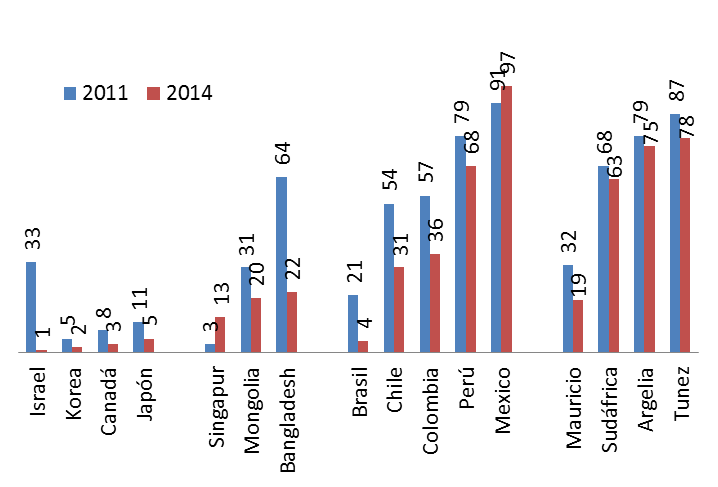 2011 2014
33 1 5 2 8 3 11 5
3 13 31 20 64 22
21 4 54 31 57 36 79 68 91 97
32 19 68 63 79 75 87 78
Israel
Korea
Canadá
Japón
Singapur
Mongolia
Bangladesh
Brasil
Chile
Colombia
Perú
Mexico
Mauricio
Sudáfrica
Argelia
Tunez